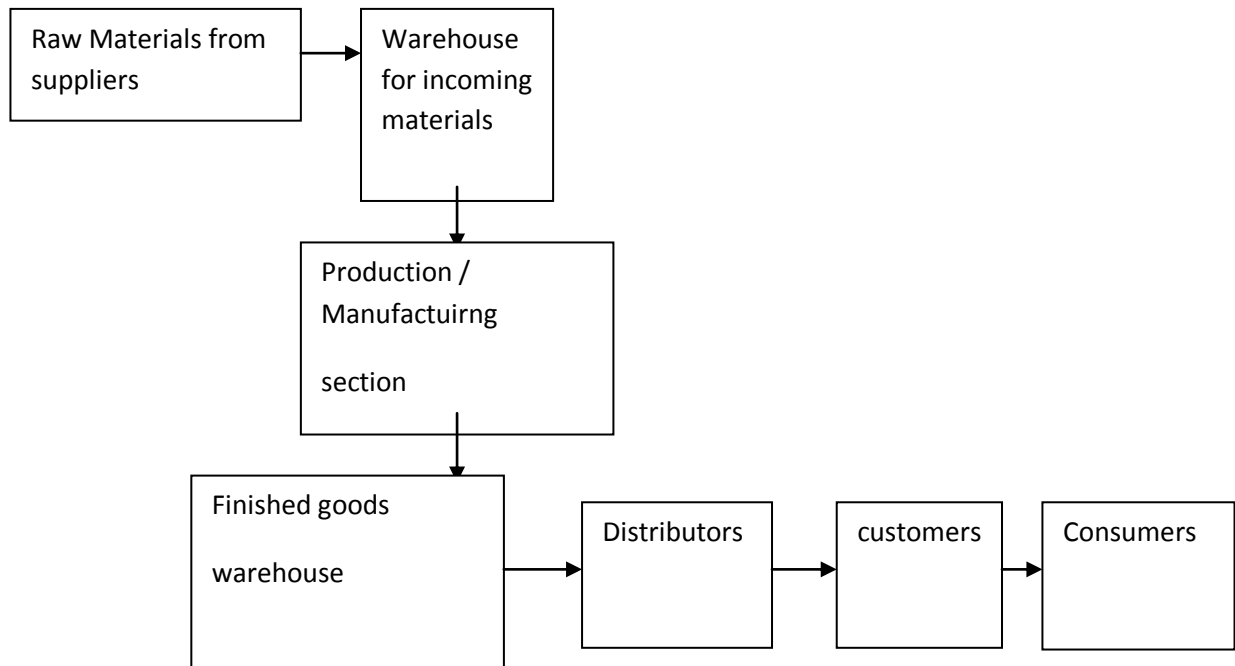 Raw Materials from
suppliers
Warehouse
for incoming
materials
Production /
Manufactuirng
section
Finished goods
warehouse
Distributors
customers
Consumers